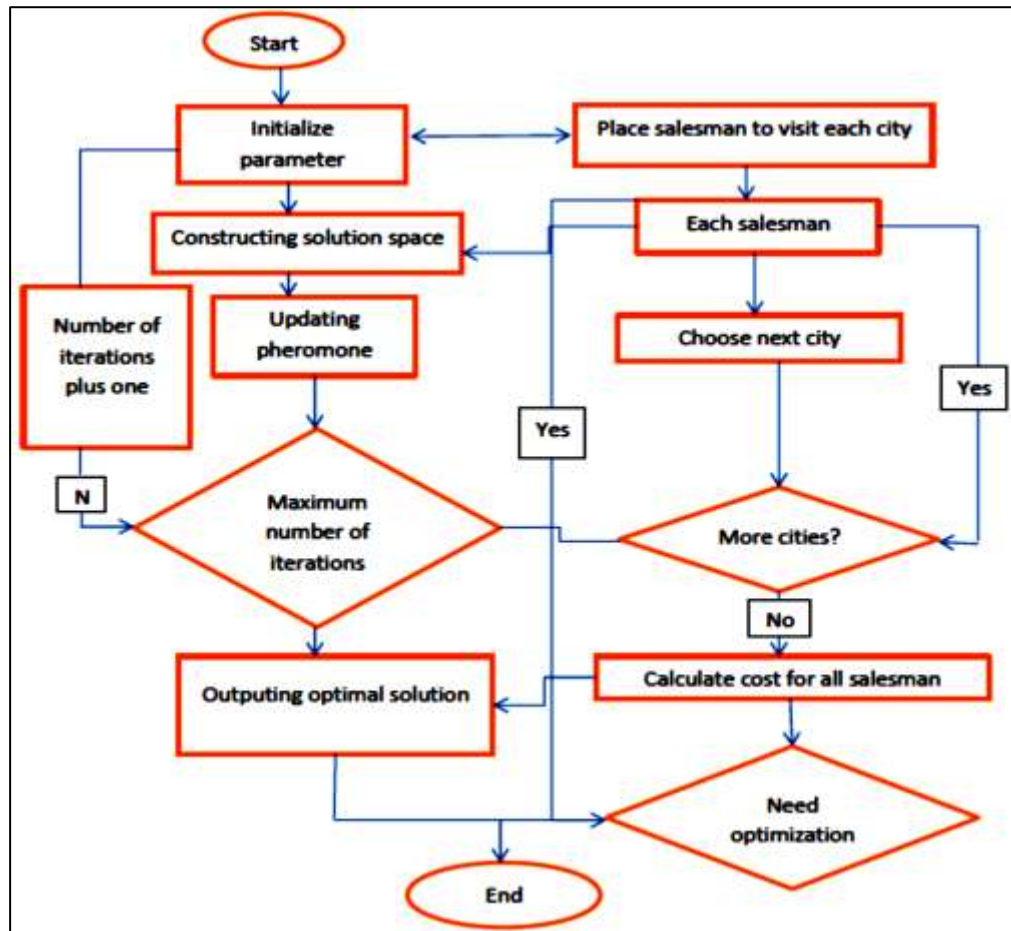 Start
Initialize
parameter
Place salesman to visit each city
Constructing solution space
Each salesman
Number of
iterations
plus one
Updating
pheromone
Choose next city
Yes
Yes
N
Maximum
number of
iterations
More cities?
No
Outputing optimal solution
Calculate cost for all salesman
Need
optimization
End